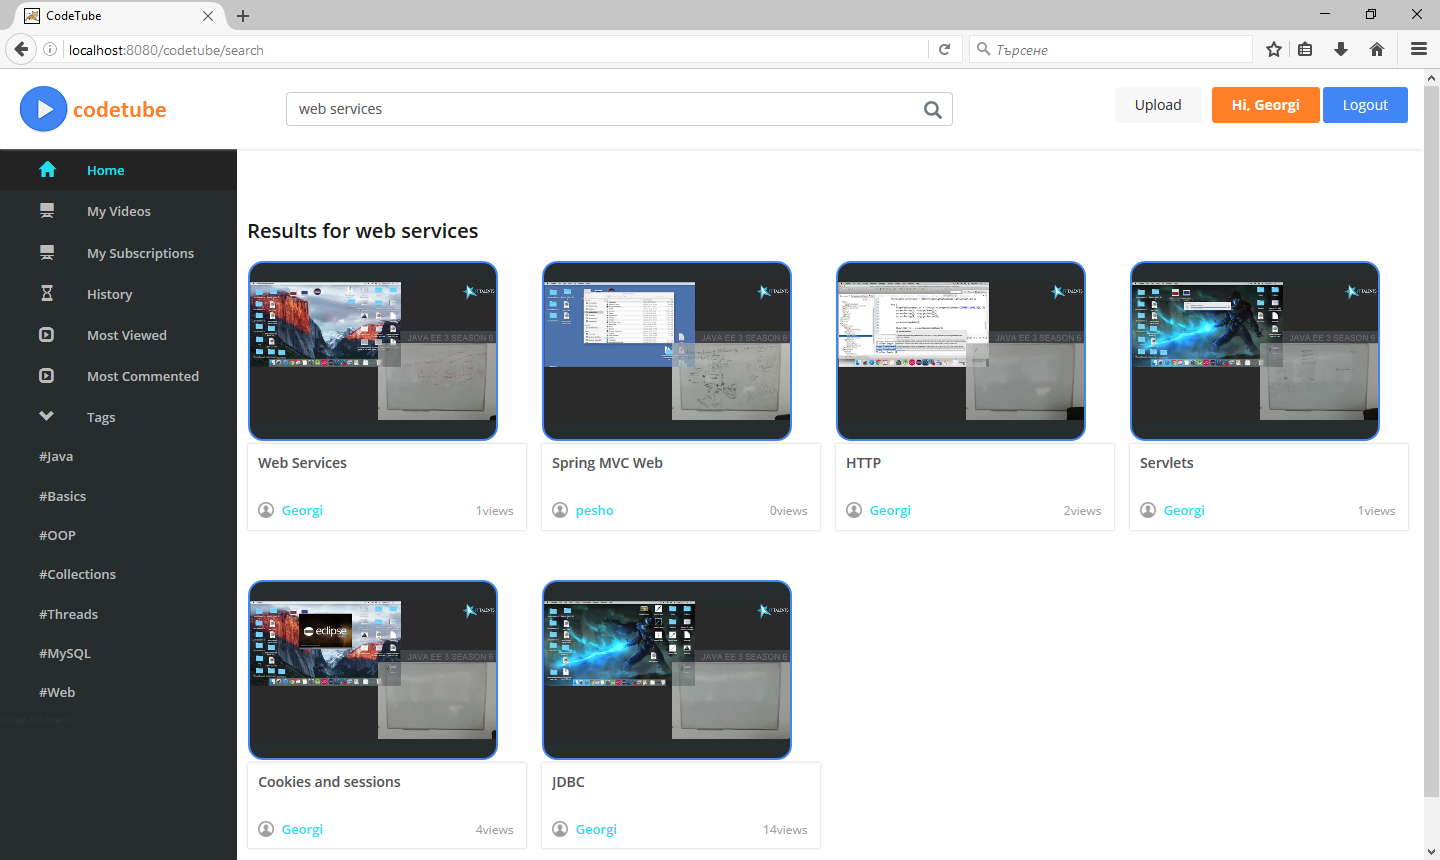 CodeTube
localhost:8080/codetube/search
Търсене
codetube
web services
Upload
Hi, Georgi
Logout
Home
My Videos
My Subscriptions
History
Most Viewed
Most Commented
Tags
#Java
#Basics
#OOP
#Collections
#Threads
#MySQL
#Web
Results for web services
JAVA EE 3 SEASON 6
JAVA EE 3 SEASON 6
JAVA EE 3 SEASON 6
JAVA EE 3 SEASON 6
Web Services
Georgi
1views
Spring MVC Web
pesho
0views
HTTP
Georgi
2views
Servlets
Georgi
1views
eclipse
JAVA EE 3 SEASON 6
JAVA EE 3 SEASON 6
Cookies and sessions
Georgi
4views
JDBC
Georgi
14views